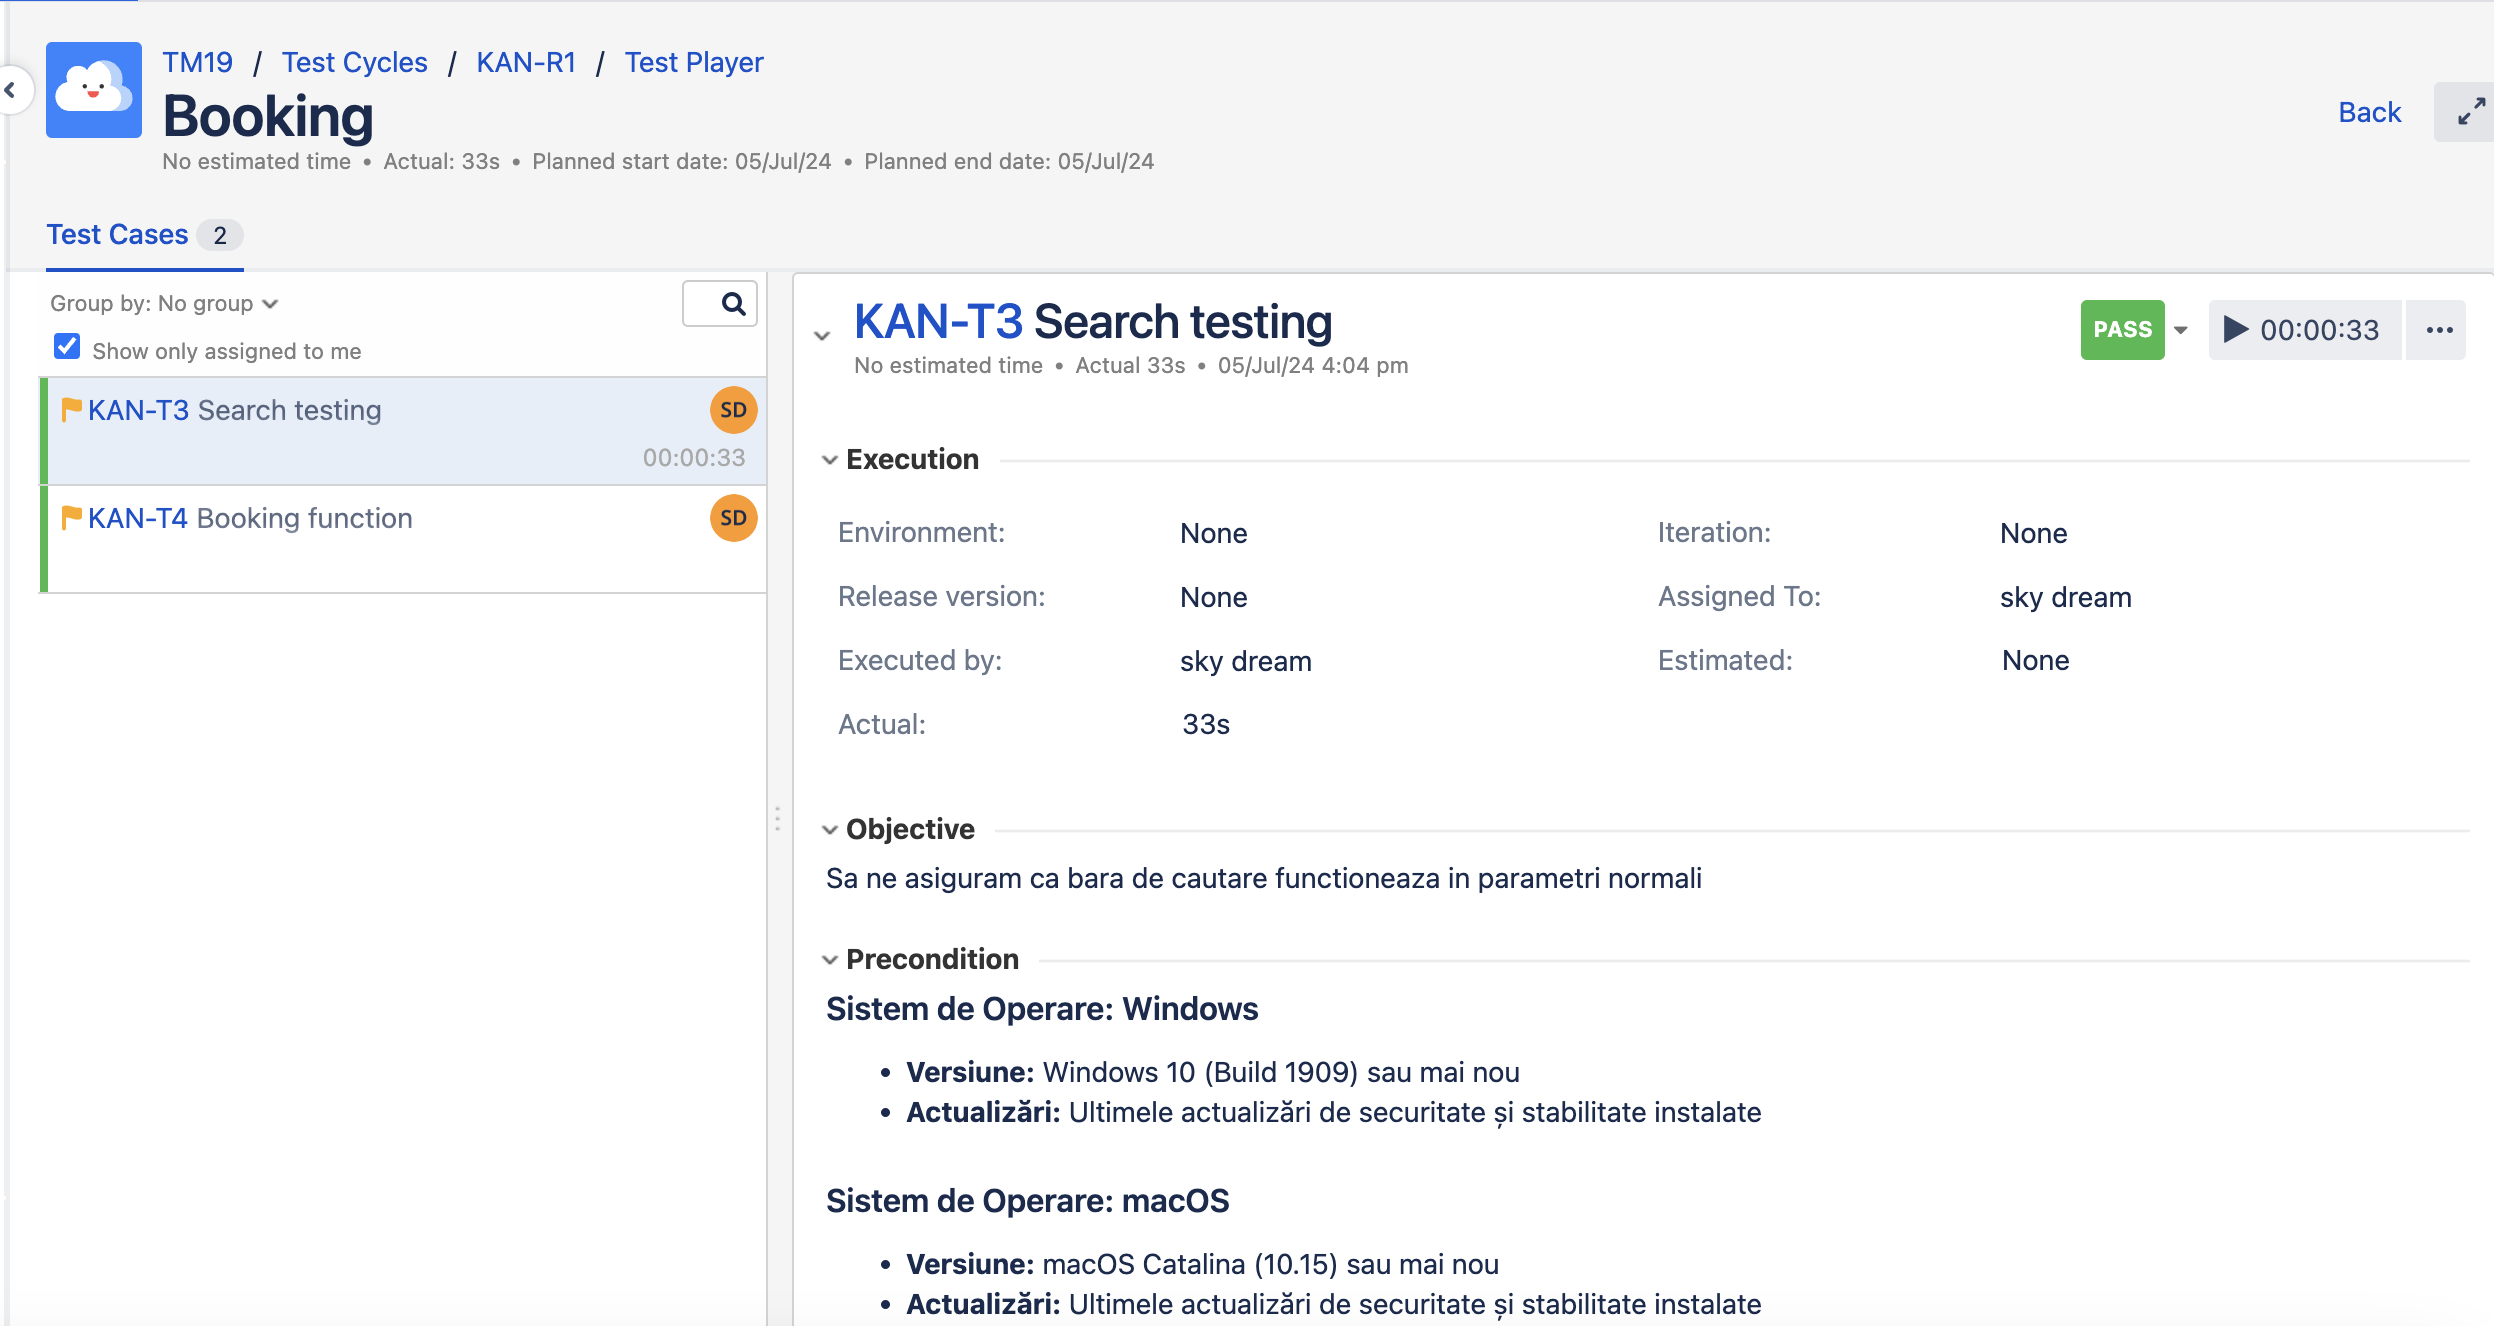 TM19 / Test Cycles / KAN-R1 / Test Player
Booking
No estimated time • Actual: 33s • Planned start date: 05/Jul/24 • Planned end date: 05/Jul/24
Back
Test Cases 2
Group by: No group
Show only assigned to me
KAN-T3 Search testing SD
00:00:33
KAN-T4 Booking function SD
KAN-T3 Search testing
PASS
00:00:33
No estimated time • Actual 33s • 05/Jul/24 4:04 pm
Execution
Environment: None Iteration: None
Release version: None Assigned To: sky dream
Executed by: sky dream Estimated: None
Actual: 33s
Objective
Sa ne asiguram ca bara de cautare functioneaza in parametri normali
Precondition
Sistem de Operare: Windows
• Versiune: Windows 10 (Build 1909) sau mai nou
• Actualizări: Ultimele actualizări de securitate și stabilitate instalate
Sistem de Operare: macOS
• Versiune: macOS Catalina (10.15) sau mai nou
• Actualizări: Ultimele actualizări de securitate și stabilitate instalate